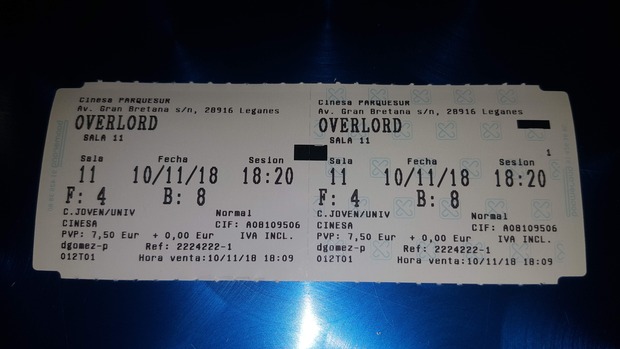 Cinesa PARQUESUR
Av. Gran Bretana s/n, 28916 Leganes
OVERLORD
SALA 11
Sala Fecha Sesion
11 10/11/18 18:20
F: 4 B: 8
C.JOVEN/UNIV Normal
CINESA CIF: A08109506
PVP: 7,50 Eur + 0,00 Eur IVA INCL.
dgomez-p Ref: 2224222-1
012T01 Hora venta:10/11/18 18:09
Cinesa PARQUESUR
Av. Gran Bretana s/n, 28916 Leganes
OVERLORD
SALA 11
1
Sala Fecha Sesion
11 10/11/18 18:20
F: 4 B: 8
C.JOVEN/UNIV Normal
CINESA CIF: A08109506
PVP: 7,50 Eur + 0,00 Eur IVA INCL.
dgomez-p Ref: 2224222-1
012T01 Hora venta:10/11/18 18:09